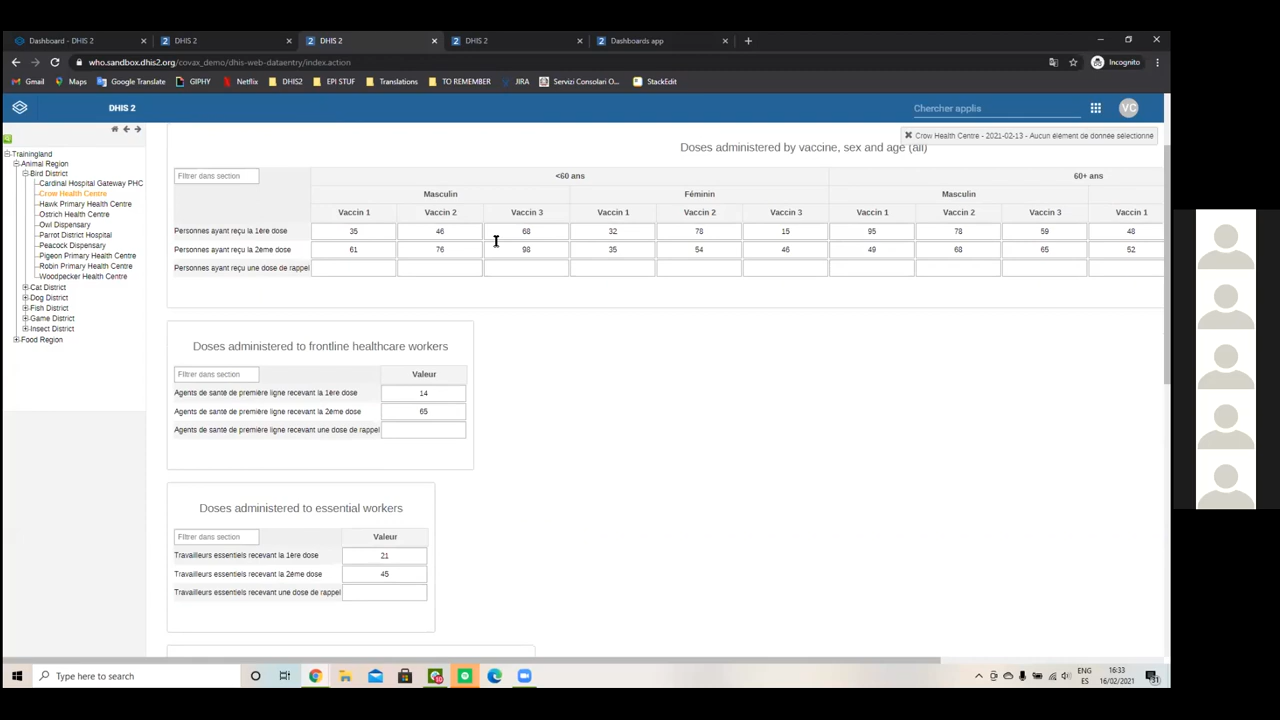 Dashboard - DHIS 2
DHIS 2
DHIS 2
DHIS 2
Dashboards app
who.sandbox.dhis2.org/covax_demo/dhis-web-dataentry/index.action
Incognito
Gmail Maps Google Translate GIPHY Netflix DHIS2 EPI STUF Translations TO REMEMBER JIRA Servizi Consolari O... StackEdit
DHIS 2
Chercher applis
VC
Crow Health Centre - 2021-02-13 - Aucun élément de donnée sélectionné
Trainingland
Animal Region
Bird District
Cardinal Hospital Gateway PHC
Crow Health Centre
Hawk Primary Health Centre
Ostrich Health Centre
Owl Dispensary
Parrot District Hospital
Peacock Dispensary
Pigeon Primary Health Centre
Robin Primary Health Centre
Woodpecker Health Centre
Cat District
Dog District
Fish District
Game District
Insect District
Food Region
Doses administered by vaccine, sex and age (all)
Filtrer dans section
<60 ans 60+ ans
Masculin Féminin Masculin
Vaccin 1 Vaccin 2 Vaccin 3 Vaccin 1 Vaccin 2 Vaccin 3 Vaccin 1 Vaccin 2 Vaccin 3 Vaccin 1
Personnes ayant reçu la 1ère dose 35 46 68 32 78 15 95 78 59 48
Personnes ayant reçu la 2ème dose 61 76 98 35 54 46 49 68 65 52
Personnes ayant reçu une dose de rappel
Doses administered to frontline healthcare workers
Filtrer dans section Valeur
Agents de santé de première ligne recevant la 1ère dose 14
Agents de santé de première ligne recevant la 2ème dose 65
Agents de santé de première ligne recevant une dose de rappel
Doses administered to essential workers
Filtrer dans section Valeur
Travailleurs essentiels recevant la 1ère dose 21
Travailleurs essentiels recevant la 2ème dose 45
Travailleurs essentiels recevant une dose de rappel
Type here to search
ENG
ES
16:33
16/02/2021